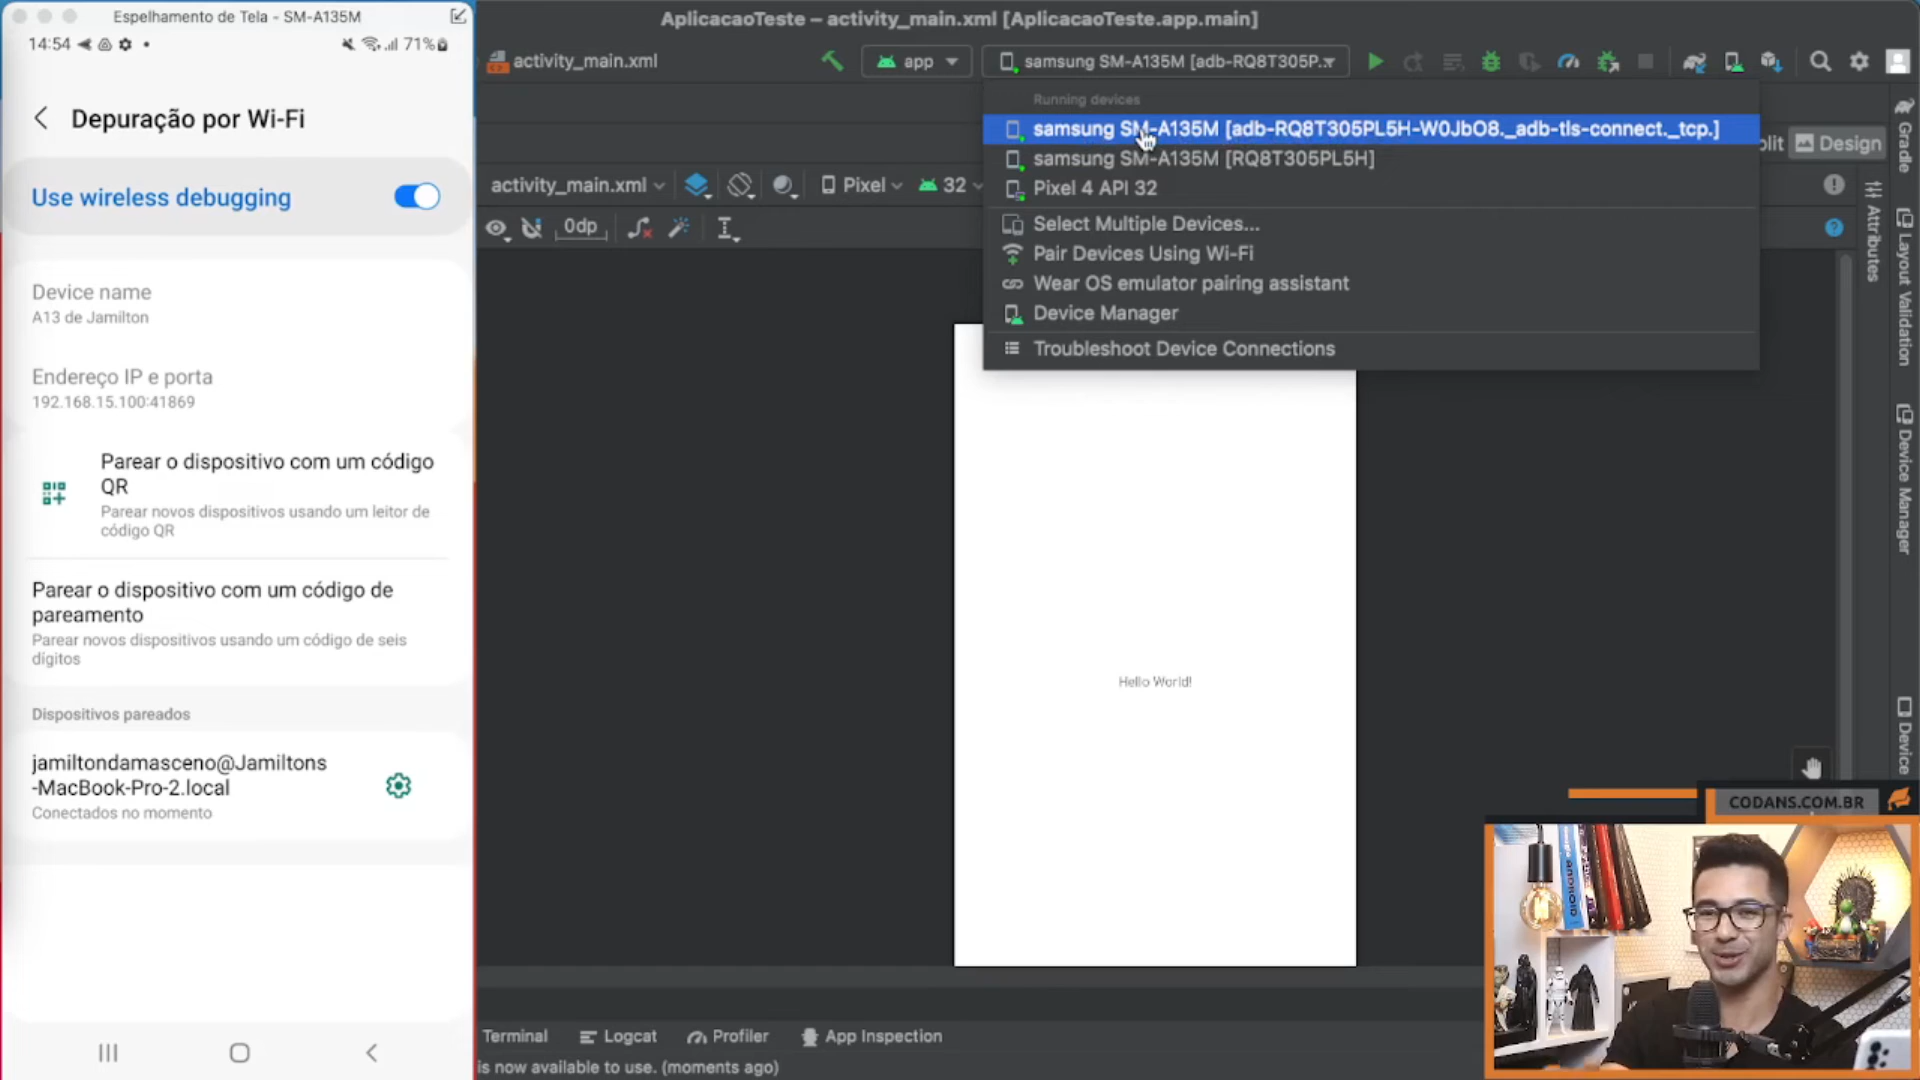 Espelhamento de Tela - SM-A135M
14:54
71%
Depuração por Wi-Fi
Use wireless debugging
Device name
A13 de Jamilton
Endereço IP e porta
192.168.15.100:41869
Parear o dispositivo com um código
QR
Parear novos dispositivos usando um leitor de
código QR
Parear o dispositivo com um código de
pareamento
Parear novos dispositivos usando um código de seis
dígitos
Dispositivos pareados
jamiltondamasceno@Jamiltons
-MacBook-Pro-2.local
Conectados no momento
AplicacaoTeste – activity_main.xml [AplicacaoTeste.app.main]
activity_main.xml
app
samsung SM-A135M [adb-RQ8T305P..
Running devices
samsung SM-A135M [adb-RQ8T305PL5H-W0JbO8._adb-tls-connect._tcp.]
samsung SM-A135M [RQ8T305PL5H]
Pixel 4 API 32
Select Multiple Devices...
Pair Devices Using Wi-Fi
Wear OS emulator pairing assistant
Device Manager
Troubleshoot Device Connections
plit
Design
activity_main.xml
Pixel
32
0dp
Hello World!
Gradle
Attributes
Layout Validation
Device Manager
Device
Terminal
Logcat
Profiler
App Inspection
is now available to use. (moments ago)
CODANS.COM.BR
ANDROID